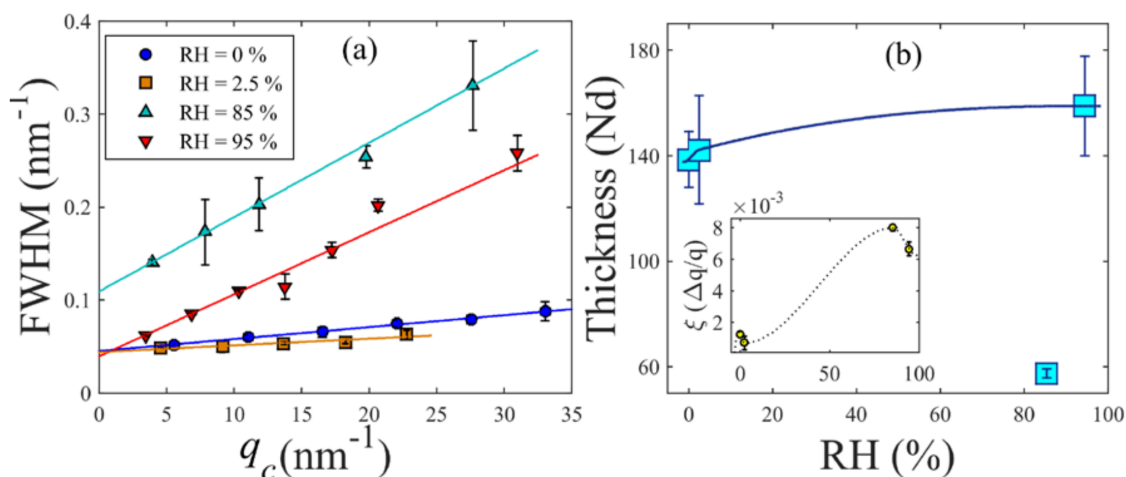 (a)
FWHM (nm⁻¹)
0.4
0.3
0.2
0.1
0
RH = 0 %
RH = 2.5 %
RH = 85 %
RH = 95 %
0 5 10 15 20 25 30 35
q_c(nm⁻¹)
(b)
Thickness (Nd)
180
140
100
60
0 20 40 60 80 100
RH (%)
×10⁻³
ξ (Δq/q)
8
6
4
2
0 50 100